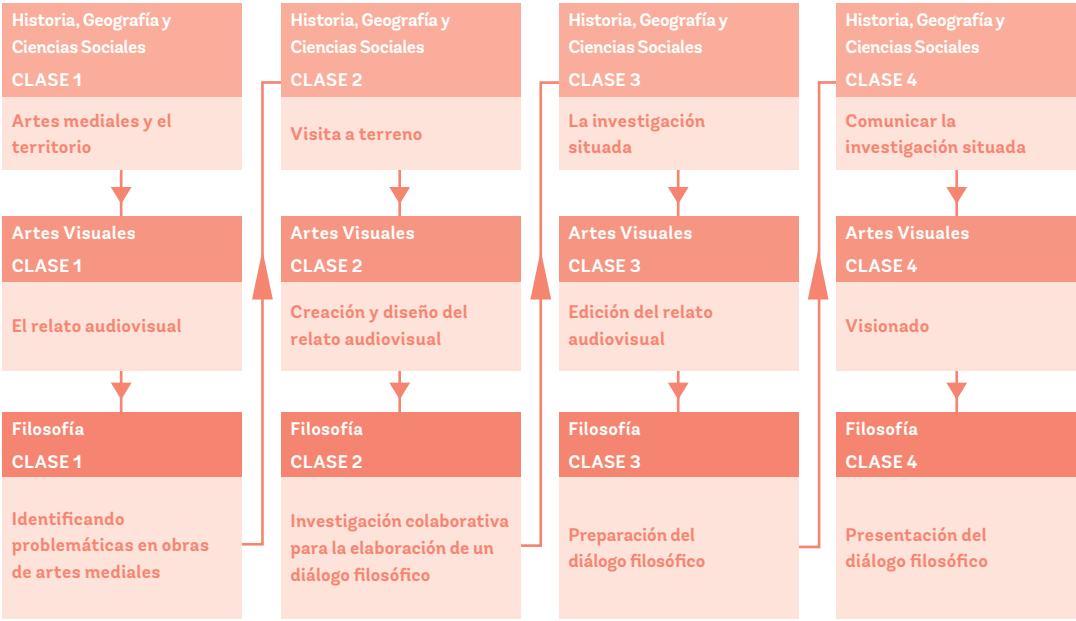 Historia, Geografía y
Ciencias Sociales
CLASE 1
Artes mediales y el
territorio
Artes Visuales
CLASE 1
El relato audiovisual
Filosofía
CLASE 1
Identificando
problemáticas en obras
de artes mediales
Historia, Geografía y
Ciencias Sociales
CLASE 2
Visita a terreno
Artes Visuales
CLASE 2
Creación y diseño del
relato audiovisual
Filosofía
CLASE 2
Investigación colaborativa
para la elaboración de un
diálogo filosófico
Historia, Geografía y
Ciencias Sociales
CLASE 3
La investigación
situada
Artes Visuales
CLASE 3
Edición del relato
audiovisual
Filosofía
CLASE 3
Preparación del
diálogo filosófico
Historia, Geografía y
Ciencias Sociales
CLASE 4
Comunicar la
investigación situada
Artes Visuales
CLASE 4
Visionado
Filosofía
CLASE 4
Presentación del
diálogo filosófico